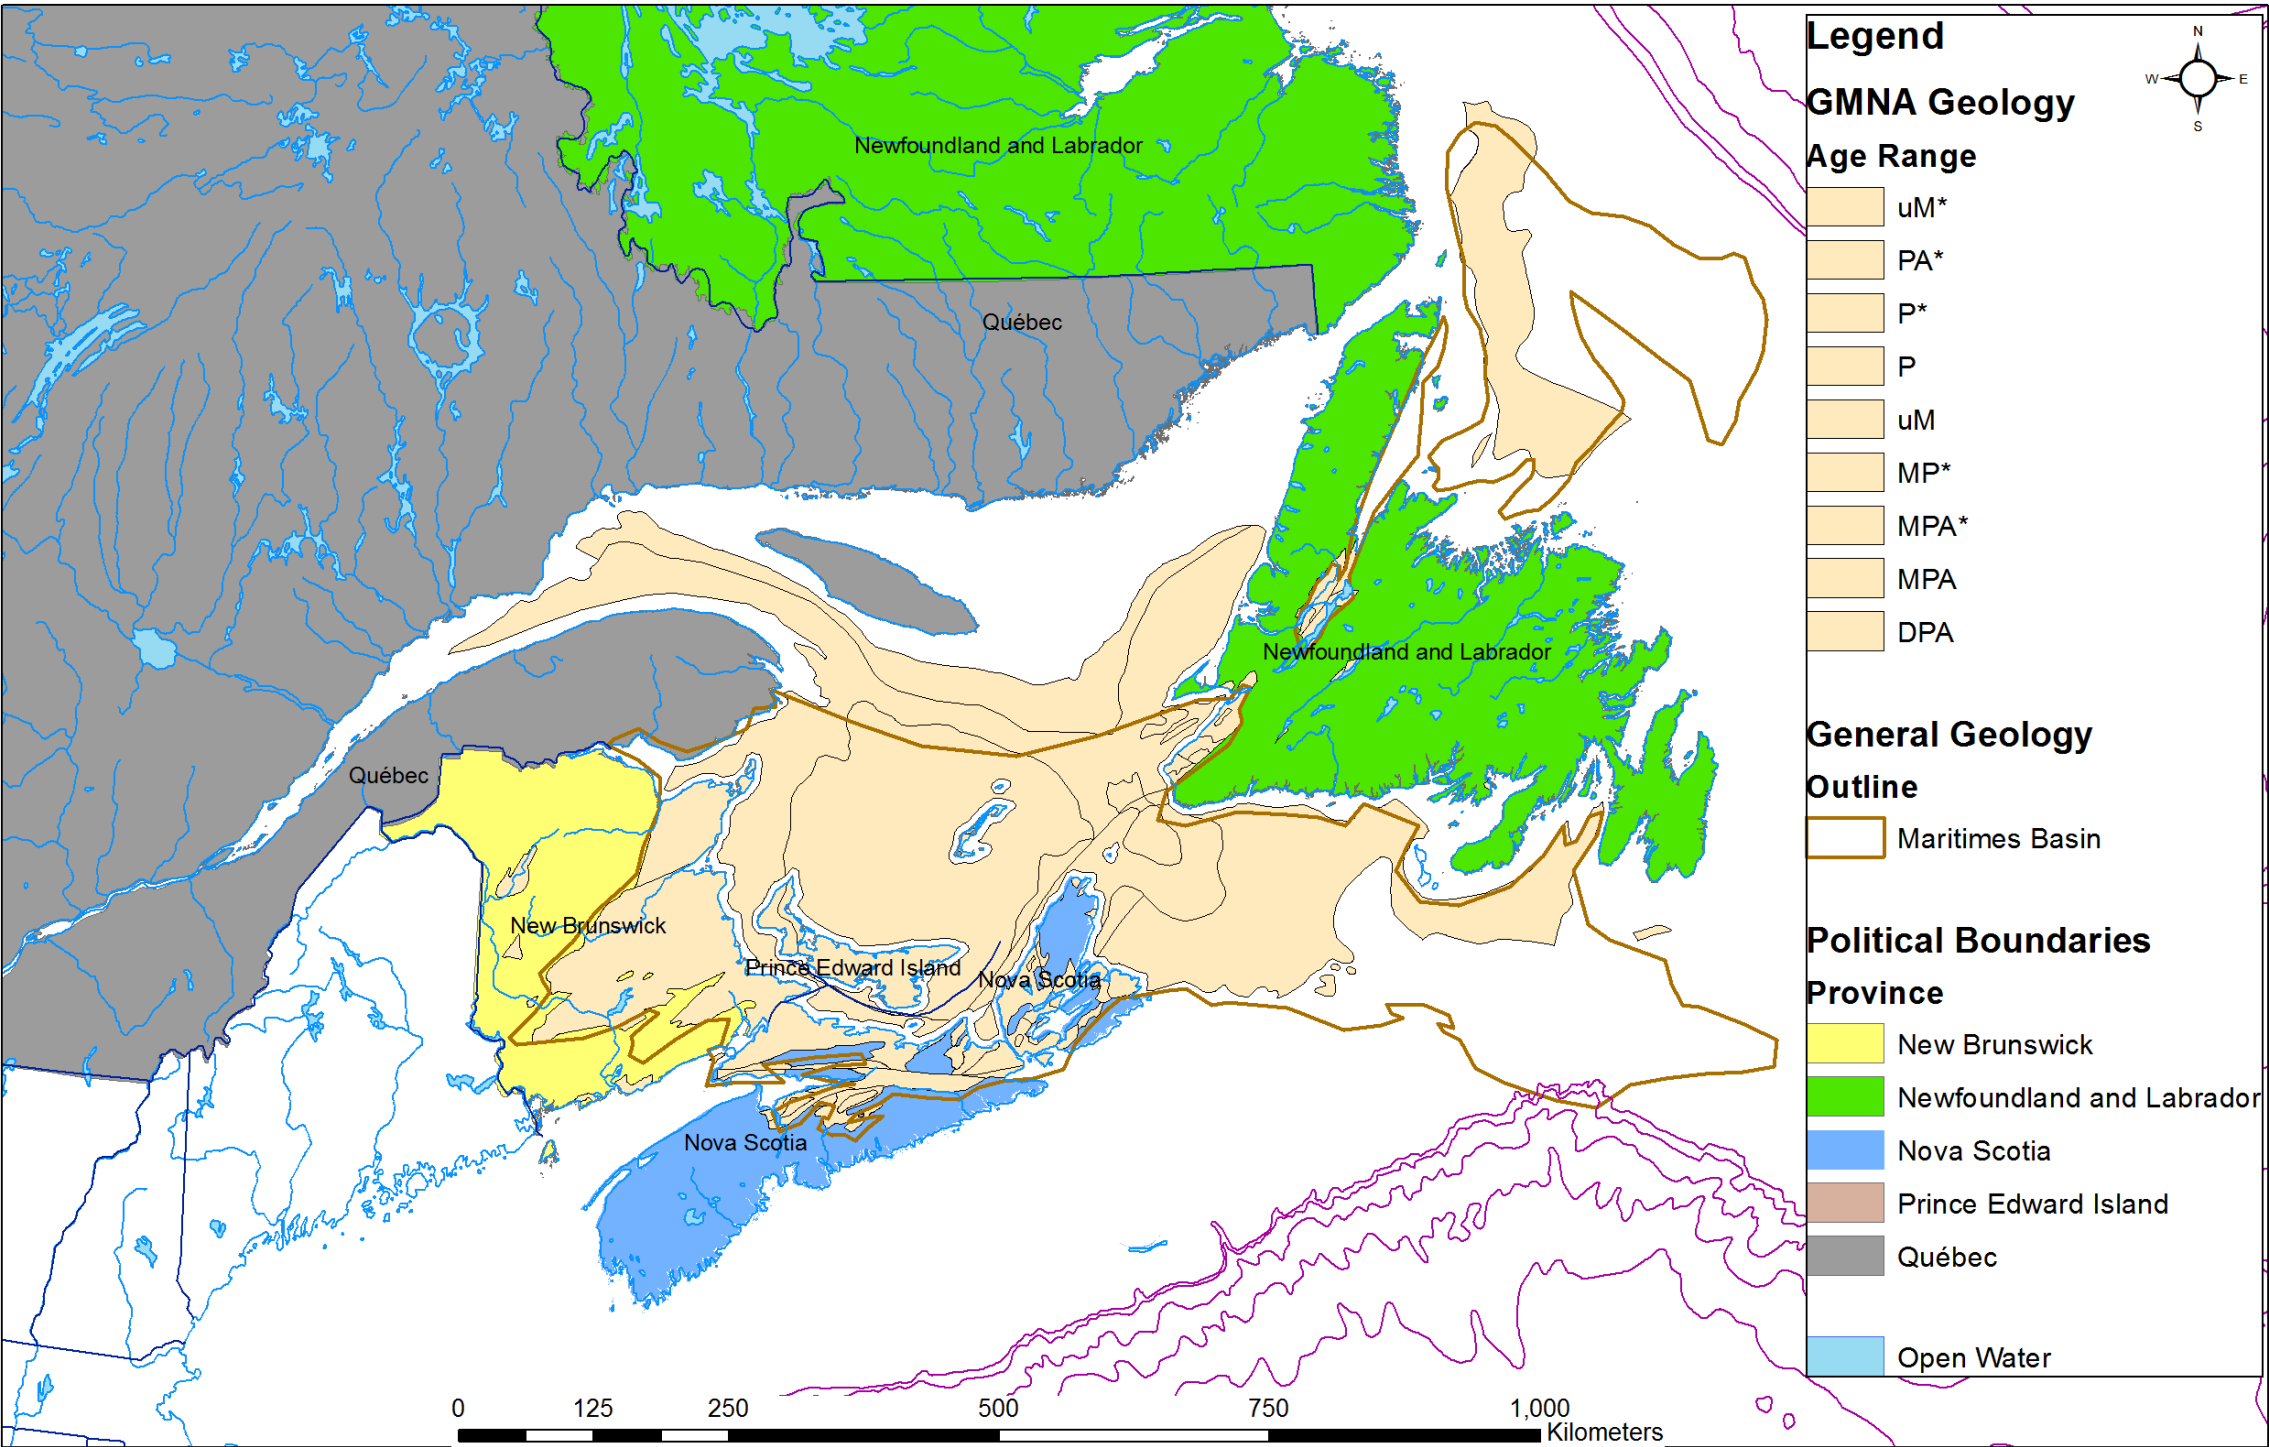 Legend
N
W
E
S
GMNA Geology
Age Range
uM*
PA*
P*
P
uM
MP*
MPA*
MPA
DPA
General Geology
Outline
Maritimes Basin
Political Boundaries
Province
New Brunswick
Newfoundland and Labrador
Nova Scotia
Prince Edward Island
Québec
Open Water
Newfoundland and Labrador
Québec
Newfoundland and Labrador
Québec
New Brunswick
Prince Edward Island
Nova Scotia
Nova Scotia
0 125 250 500 750 1,000
Kilometers